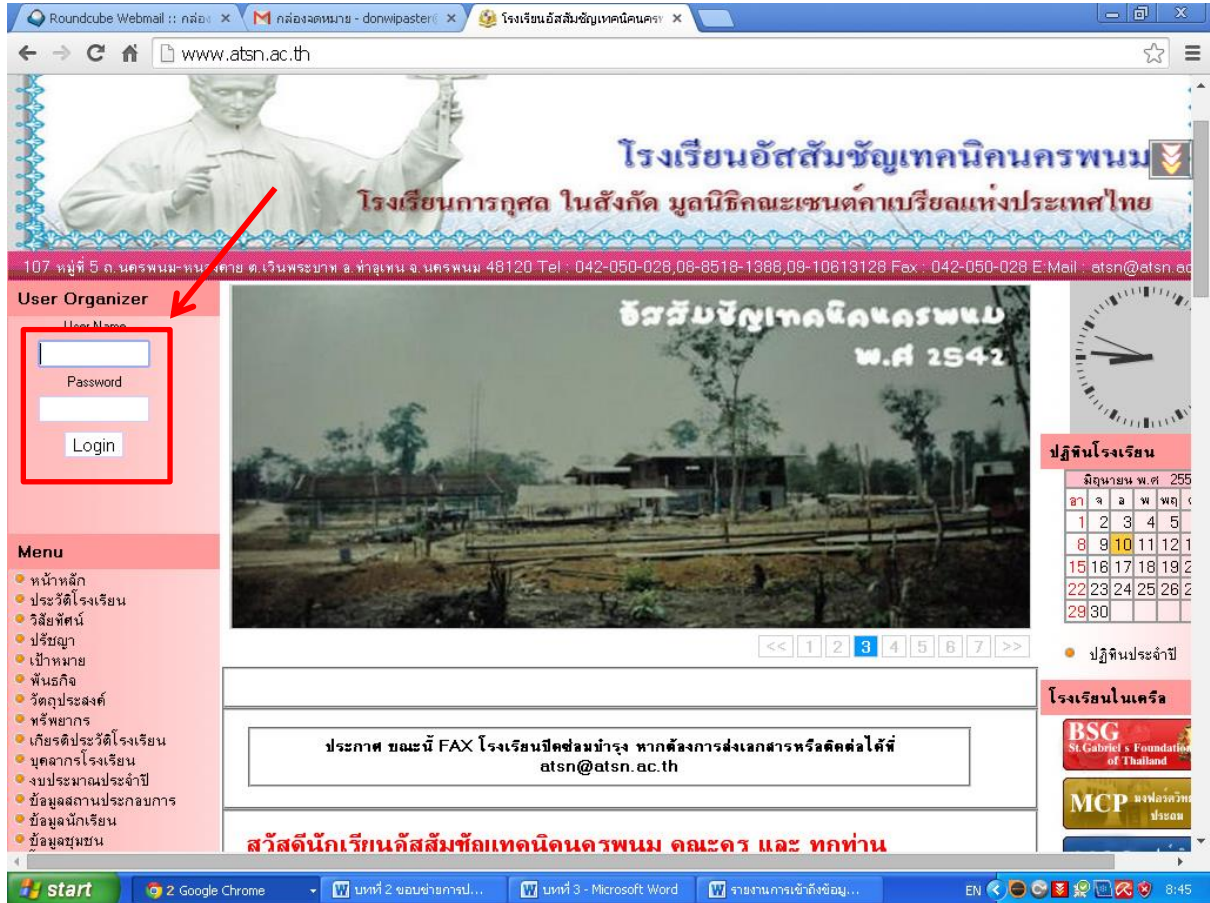 Roundcube Webmail :: กล่อง
กล่องจดหมาย - donwipaster
โรงเรียนอัสสัมชัญเทคนิคนคร
www.atsn.ac.th
โรงเรียนอัสสัมชัญเทคนิคนครพนม
โรงเรียนการกุศล ในสังกัด มูลนิธิคณะเซนต์คาเบรียลแห่งประเทศไทย
107 หมู่ที่ 5 ถ.นครพนม-หนองคาย ต.เวินพระบาท อ.ท่าอุเทน จ.นครพนม 48120 Tel : 042-050-028,08-8518-1388,09-10613128 Fax : 042-050-028 E:Mail : atsn@atsn.ac
User Organizer
User Name
Password
Login
อัสสัมชัญเทคนิคนครพนม
พ.ศ 2542
<< 1 2 3 4 5 6 7 >>
Menu
หน้าหลัก
ประวัติโรงเรียน
วิสัยทัศน์
ปรัชญา
เป้าหมาย
พันธกิจ
วัตถุประสงค์
ทรัพยากร
เกียรติประวัติโรงเรียน
บุคลากรโรงเรียน
งบประมาณประจำปี
ข้อมูลสถานประกอบการ
ข้อมูลนักเรียน
ข้อมูลชุมชน
ประกาศ ขณะนี้ FAX โรงเรียนปิดซ่อมบำรุง หากต้องการส่งเอกสารหรือติดต่อได้ที่
atsn@atsn.ac.th
สวัสดีนักเรียนอัสสัมชัญเทคนิคนครพนม คณะครู และ ทุกท่าน
ปฏิทินโรงเรียน
มิถุนายน พ.ศ 255
อา จ อ พ พฤ
1 2 3 4 5
8 9 10 11 12 1
15 16 17 18 19 2
22 23 24 25 26 2
29 30
ปฏิทินประจำปี
โรงเรียนในเครือ
BSG
St.Gabriel s Foundation
of Thailand
MCP มงฟอร์ตวิทย
ประถม
start
2 Google Chrome
บทที่ 2 ขอบข่ายการป...
บทที่ 3 - Microsoft Word
รายงานการเข้าถึงข้อมู...
EN
8:45